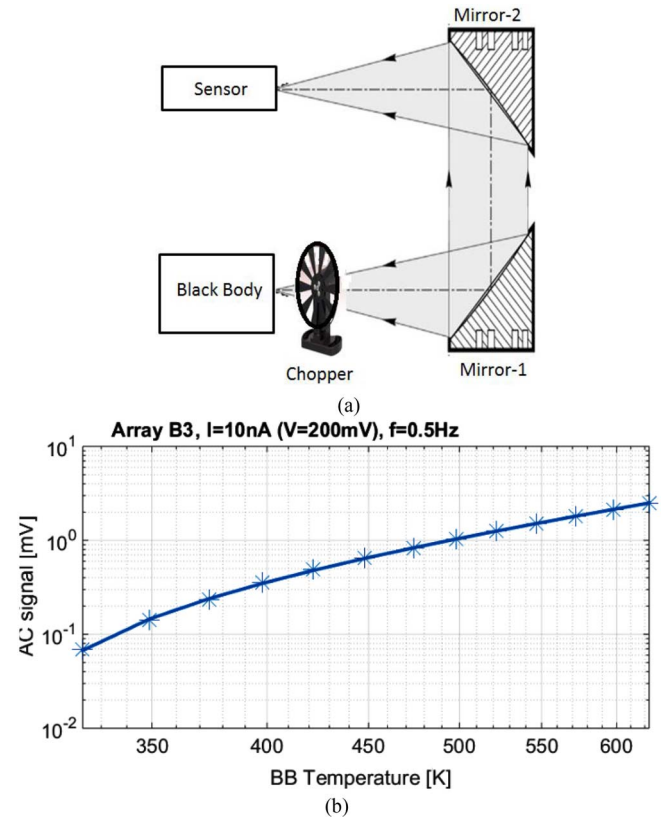 Mirror-2
Sensor
Black Body
Chopper
Mirror-1
(a)
Array B3, I=10nA (V=200mV), f=0.5Hz
10^1
10^0
10^-1
10^-2
AC signal [mV]
350 400 450 500 550 600
BB Temperature [K]
(b)